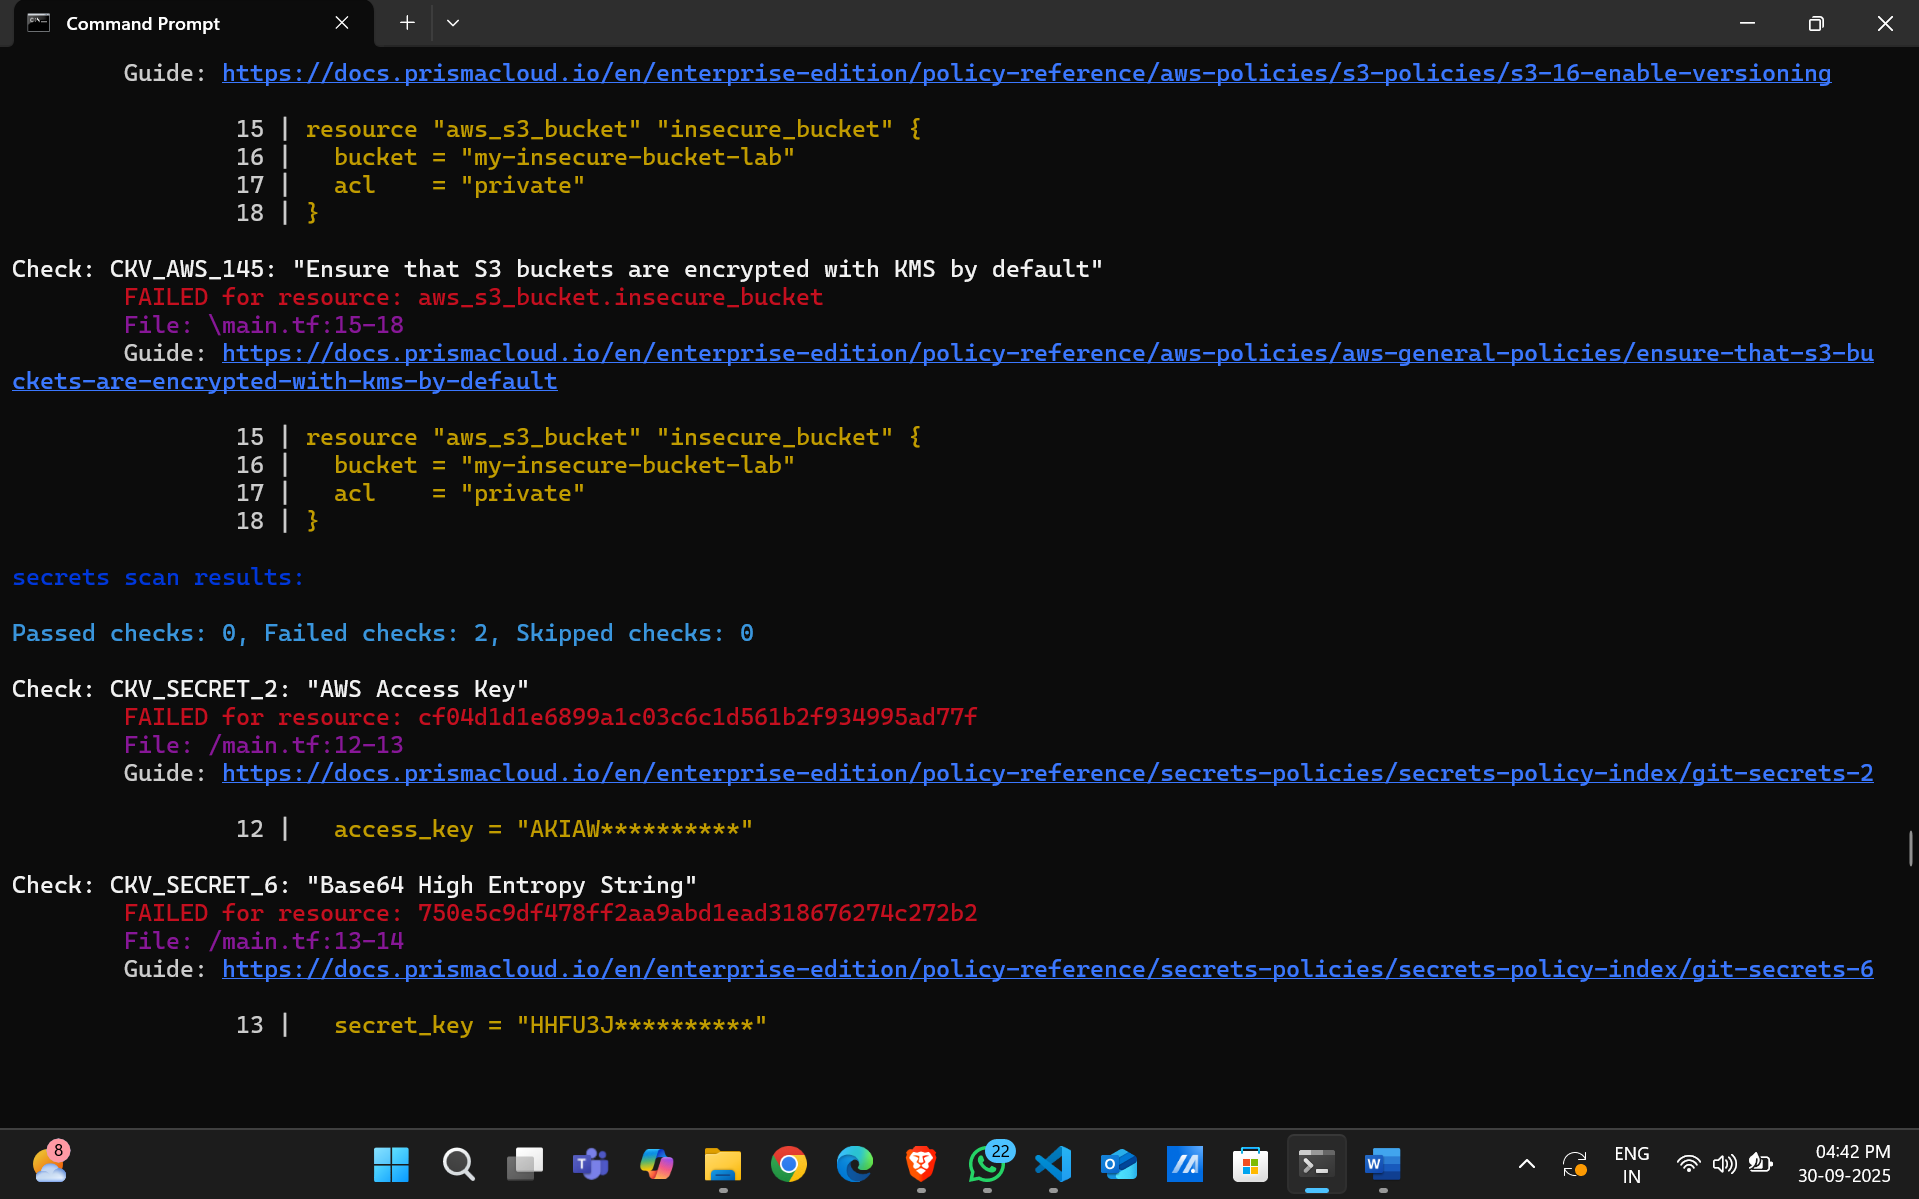 Command Prompt
Guide: https://docs.prismacloud.io/en/enterprise-edition/policy-reference/aws-policies/s3-policies/s3-16-enable-versioning
15 | resource "aws_s3_bucket" "insecure_bucket" {
16 |   bucket = "my-insecure-bucket-lab"
17 |   acl    = "private"
18 | }
Check: CKV_AWS_145: "Ensure that S3 buckets are encrypted with KMS by default"
FAILED for resource: aws_s3_bucket.insecure_bucket
File: \main.tf:15-18
Guide: https://docs.prismacloud.io/en/enterprise-edition/policy-reference/aws-policies/aws-general-policies/ensure-that-s3-bu
ckets-are-encrypted-with-kms-by-default
15 | resource "aws_s3_bucket" "insecure_bucket" {
16 |   bucket = "my-insecure-bucket-lab"
17 |   acl    = "private"
18 | }
secrets scan results:
Passed checks: 0, Failed checks: 2, Skipped checks: 0
Check: CKV_SECRET_2: "AWS Access Key"
FAILED for resource: cf04d1d1e6899a1c03c6c1d561b2f934995ad77f
File: /main.tf:12-13
Guide: https://docs.prismacloud.io/en/enterprise-edition/policy-reference/secrets-policies/secrets-policy-index/git-secrets-2
12 |   access_key = "AKIAW**********"
Check: CKV_SECRET_6: "Base64 High Entropy String"
FAILED for resource: 750e5c9df478ff2aa9abd1ead318676274c272b2
File: /main.tf:13-14
Guide: https://docs.prismacloud.io/en/enterprise-edition/policy-reference/secrets-policies/secrets-policy-index/git-secrets-6
13 |   secret_key = "HHFU3J**********"
8
22
ENG
IN
04:42 PM
30-09-2025